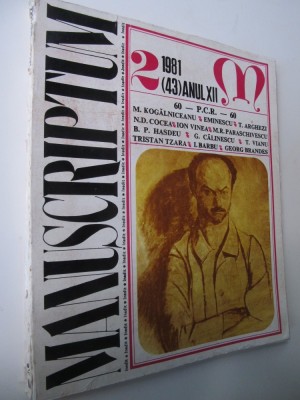 MANUSCRIPTUM
2
1981
(43) ANUL XII
M
60 — P.C.R. — 60
M. KOGĂLNICEANU ★ EMINESCU ★ T. ARGHEZI
N.D. COCEA ★ ION VINEA ★ M.R. PARASCHIVESCU
B. P. HASDEU ★ G. CĂLINESCU ★ T. VIANU
TRISTAN TZARA ★ I. BARBU ★ GEORG BRANDES